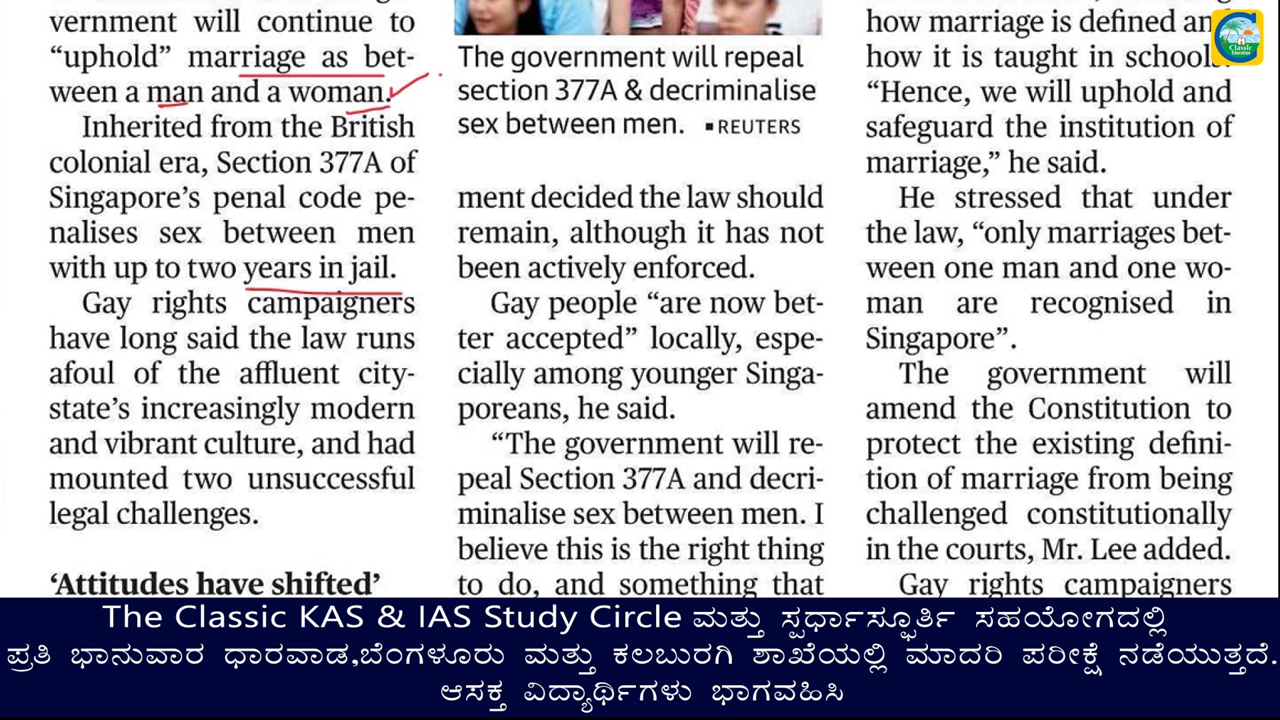 vernment will continue to
“uphold” marriage as bet-
ween a man and a woman.
Inherited from the British
colonial era, Section 377A of
Singapore’s penal code pe-
nalises sex between men
with up to two years in jail.
Gay rights campaigners
have long said the law runs
afoul of the affluent city-
state’s increasingly modern
and vibrant culture, and had
mounted two unsuccessful
legal challenges.
‘Attitudes have shifted’
The government will repeal
section 377A & decriminalise
sex between men. ▪REUTERS
ment decided the law should
remain, although it has not
been actively enforced.
Gay people “are now bet-
ter accepted” locally, espe-
cially among younger Singa-
poreans, he said.
“The government will re-
peal Section 377A and decri-
minalise sex between men. I
believe this is the right thing
to do, and something that
how marriage is defined and
how it is taught in schools.
“Hence, we will uphold and
safeguard the institution of
marriage,” he said.
He stressed that under
the law, “only marriages bet-
ween one man and one wo-
man are recognised in
Singapore”.
The government will
amend the Constitution to
protect the existing defini-
tion of marriage from being
challenged constitutionally
in the courts, Mr. Lee added.
Gay rights campaigners
Classic
Education
The Classic KAS & IAS Study Circle ಮತ್ತು ಸ್ಪರ್ಧಾಸ್ಫೂರ್ತಿ ಸಹಯೋಗದಲ್ಲಿ
ಪ್ರತಿ ಭಾನುವಾರ ಧಾರವಾಡ,ಬೆಂಗಳೂರು ಮತ್ತು ಕಲಬುರಗಿ ಶಾಖೆಯಲ್ಲಿ ಮಾದರಿ ಪರೀಕ್ಷೆ ನಡೆಯುತ್ತದೆ.
ಆಸಕ್ತ ವಿದ್ಯಾರ್ಥಿಗಳು ಭಾಗವಹಿಸಿ